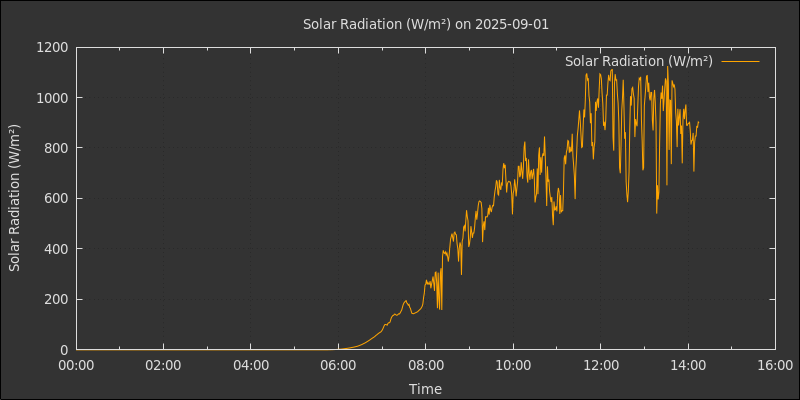 Solar Radiation (W/m²) on 2025-09-01
Solar Radiation (W/m²)
Solar Radiation (W/m²)
1200
1000
800
600
400
200
0
00:00 02:00 04:00 06:00 08:00 10:00 12:00 14:00 16:00
Time